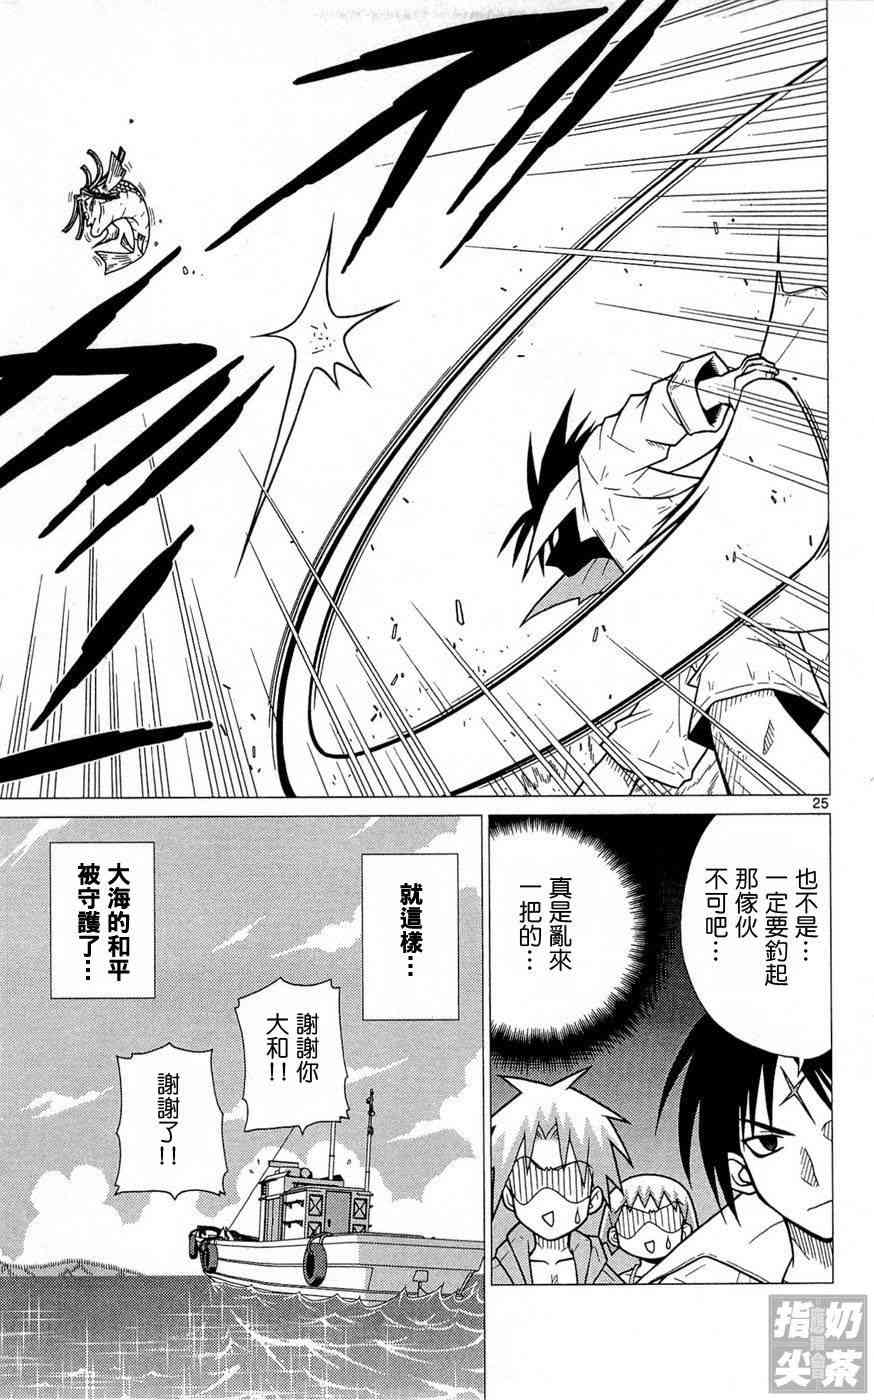 25
也不是…
一定要釣起
那傢伙
不可吧…
真是亂來
一把的…
就這樣…
大海的和平
被守護了…
謝謝你
大和!!
謝謝了!!
指
尖
奶
茶